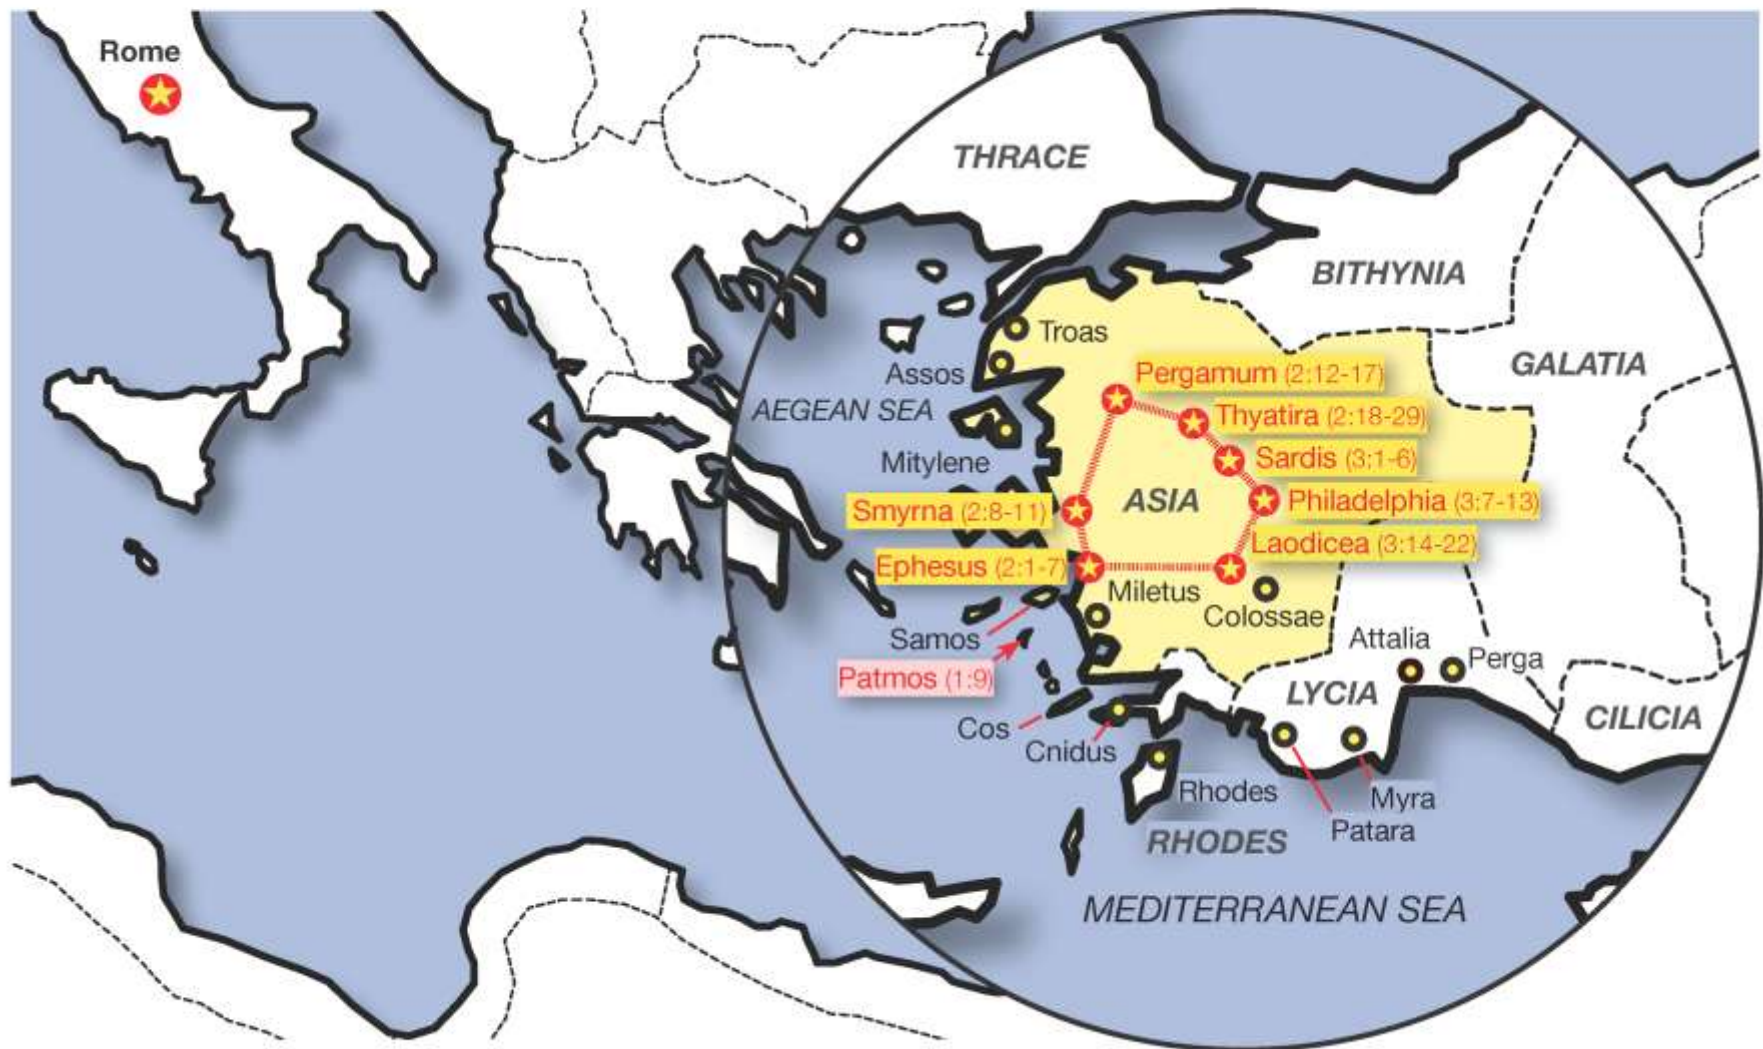 Rome
THRACE
BITHYNIA
Troas
GALATIA
Assos
Pergamum (2:12-17)
AEGEAN SEA
Thyatira (2:18-29)
Mitylene
Sardis (3:1-6)
ASIA
Philadelphia (3:7-13)
Smyrna (2:8-11)
Laodicea (3:14-22)
Ephesus (2:1-7)
Miletus
Colossae
Samos
Attalia
Perga
Patmos (1:9)
LYCIA
CILICIA
Cos
Cnidus
Rhodes
Myra
Patara
RHODES
MEDITERRANEAN SEA